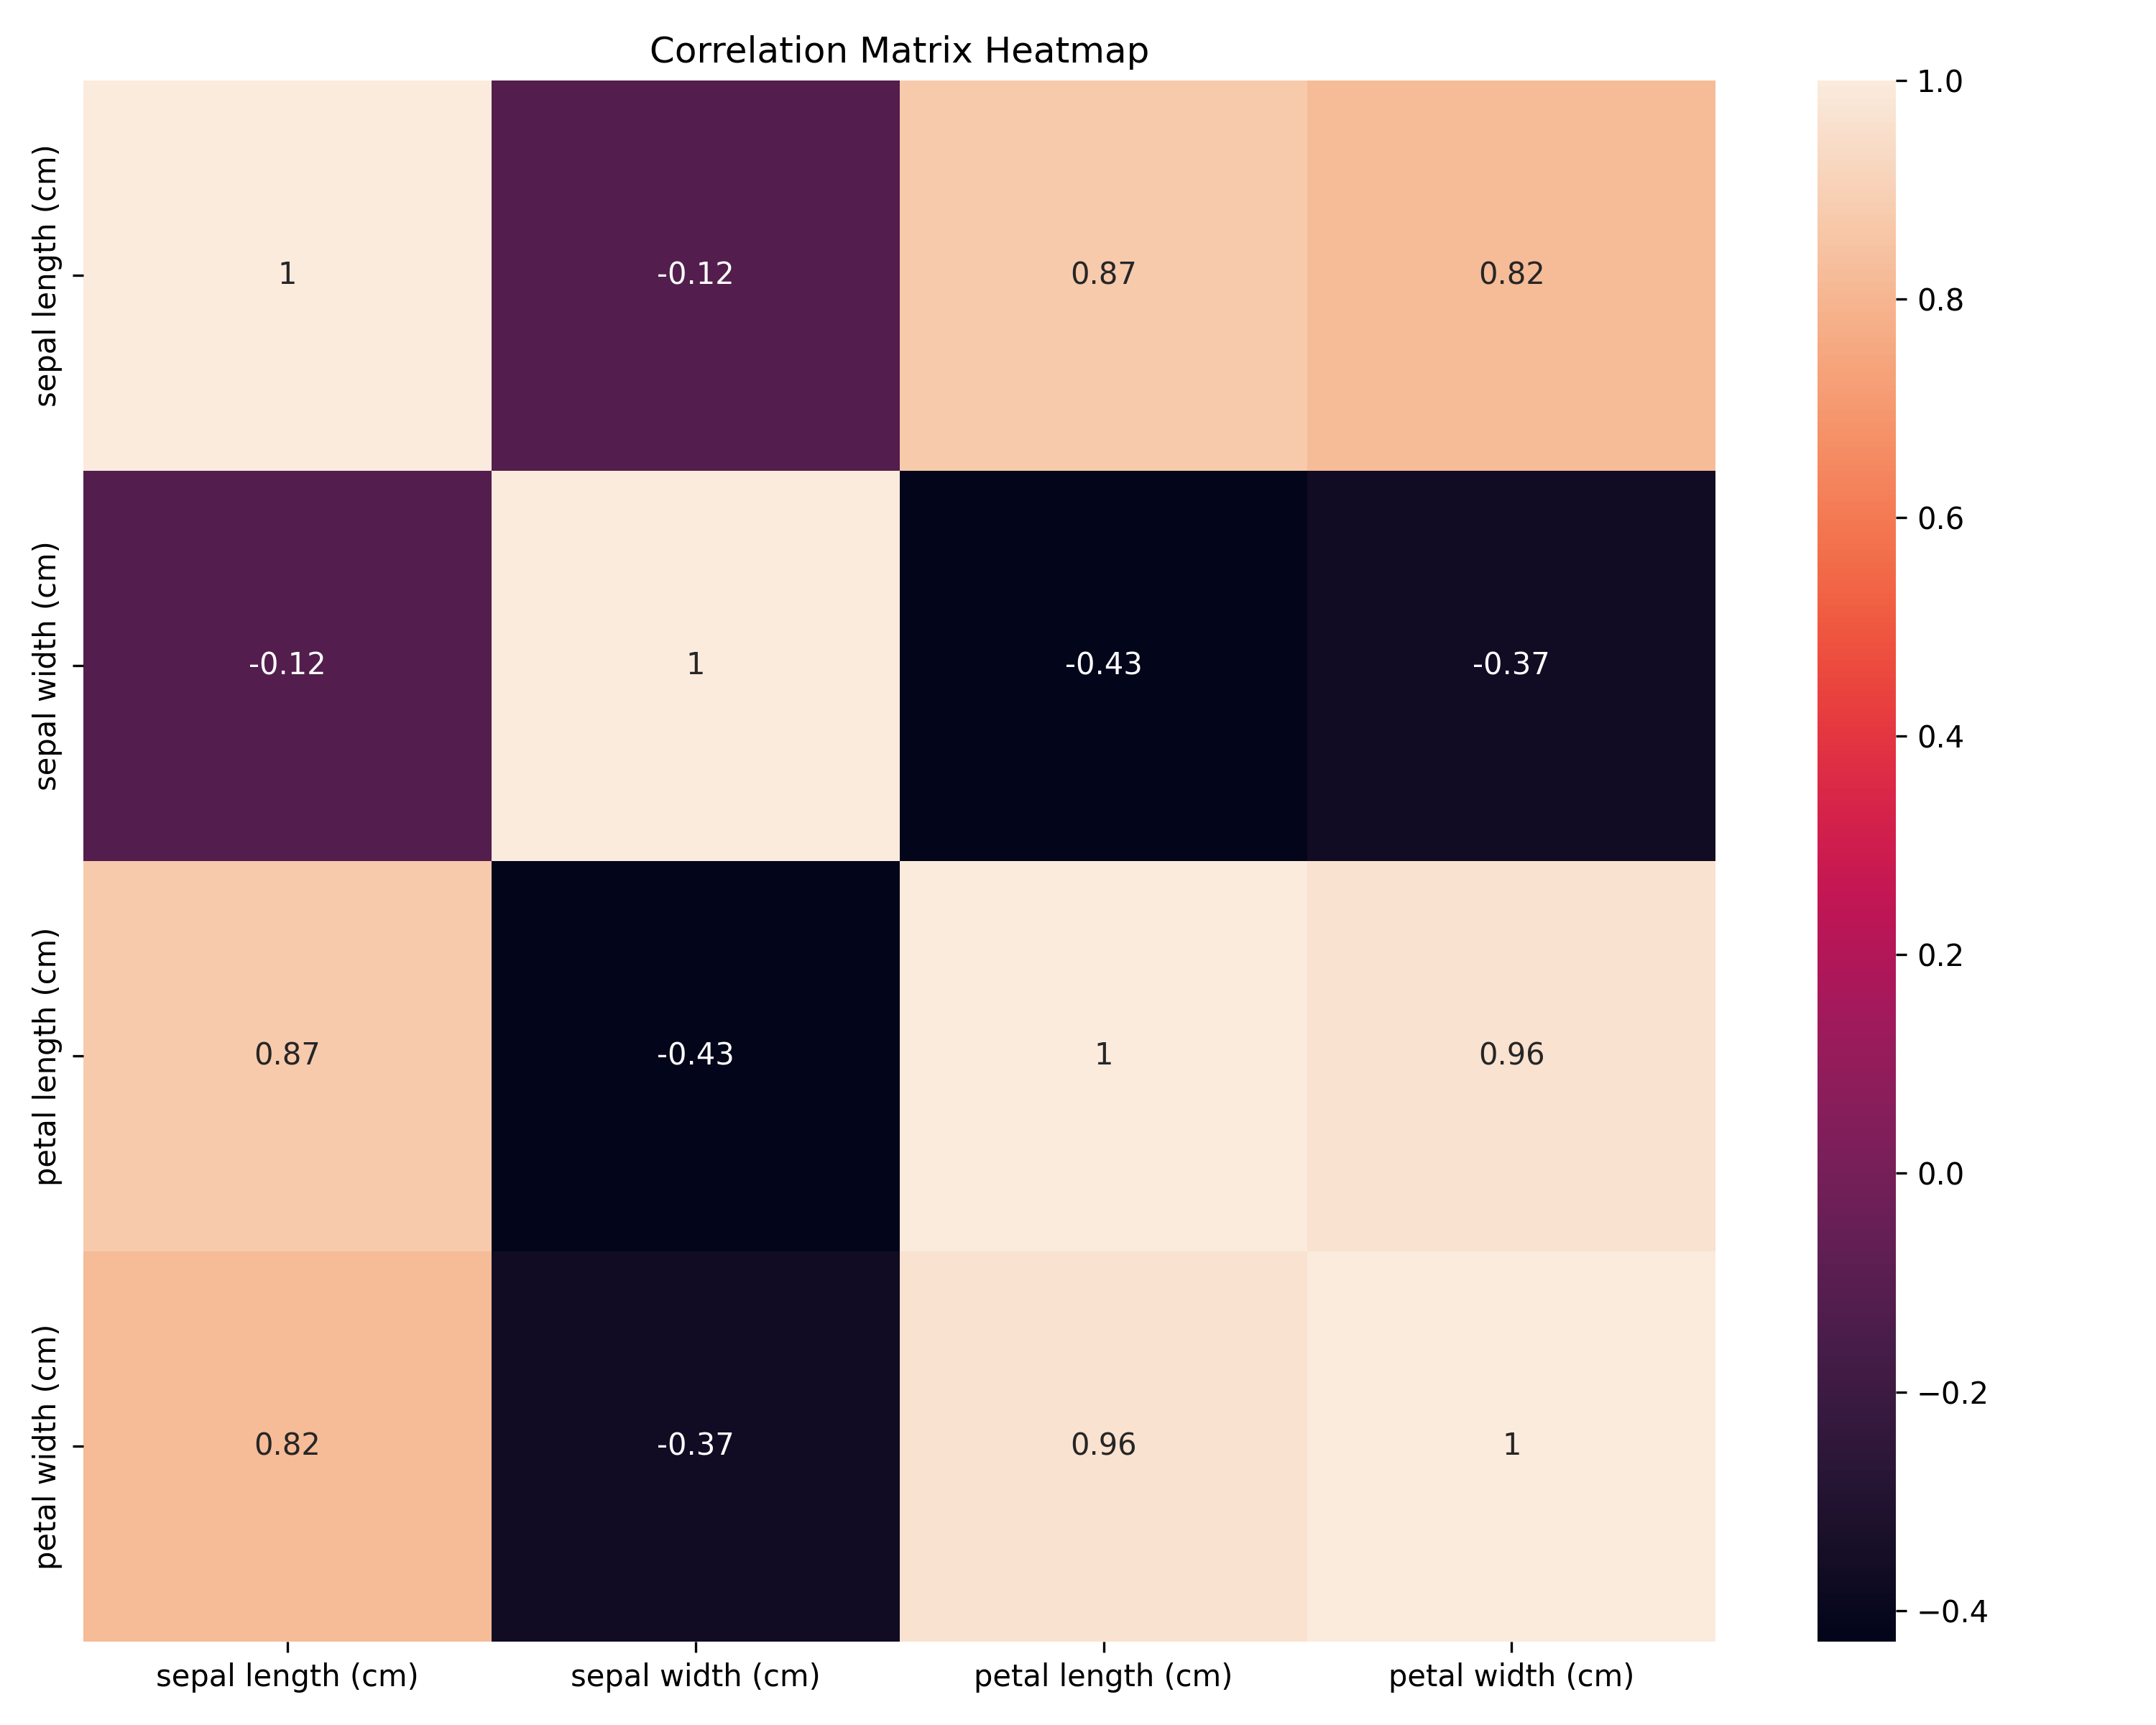 Correlation Matrix Heatmap
sepal length (cm)
1
-0.12
0.87
0.82
sepal width (cm)
-0.12
1
-0.43
-0.37
petal length (cm)
0.87
-0.43
1
0.96
petal width (cm)
0.82
-0.37
0.96
1
sepal length (cm)
sepal width (cm)
petal length (cm)
petal width (cm)
1.0
0.8
0.6
0.4
0.2
0.0
−0.2
−0.4